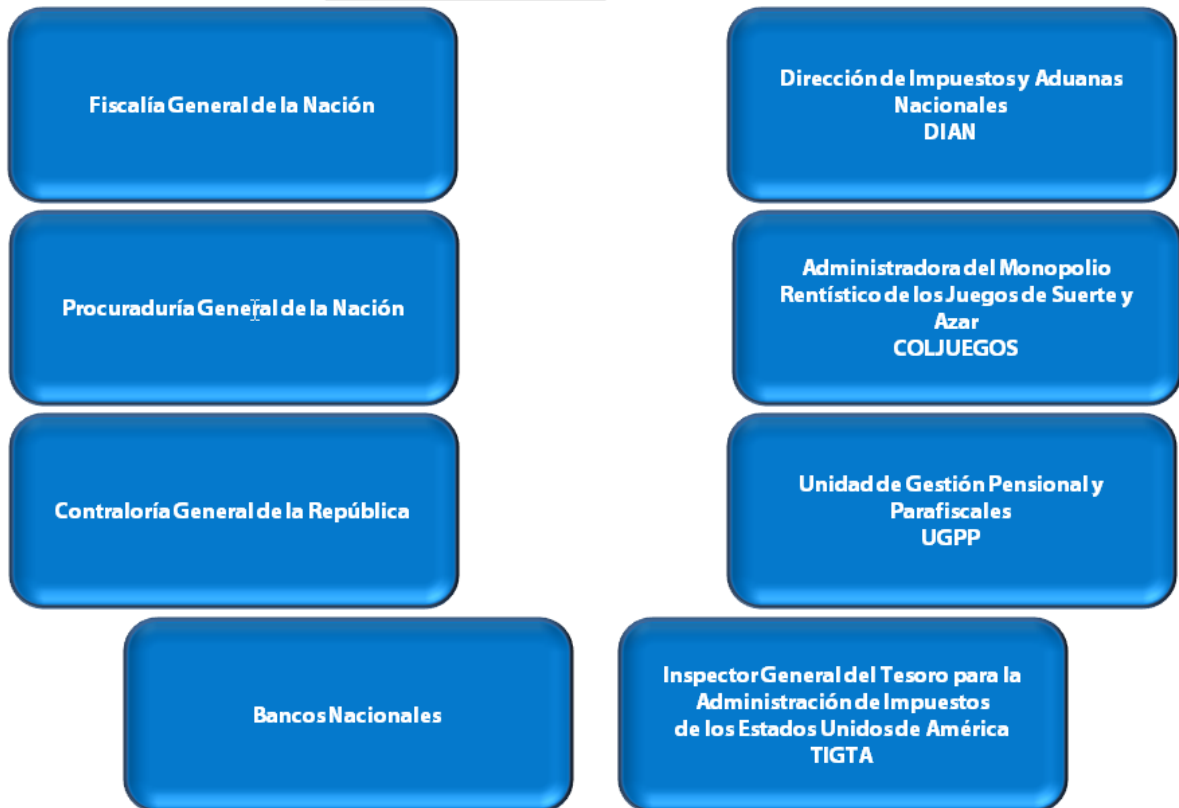 Fiscalía General de la Nación
Dirección de Impuestos y Aduanas
Nacionales
DIAN
Procuraduría General de la Nación
Administradora del Monopolio
Rentístico de los Juegos de Suerte y
Azar
COLJUEGOS
Contraloría General de la República
Unidad de Gestión Pensional y
Parafiscales
UGPP
Bancos Nacionales
Inspector General del Tesoro para la
Administración de Impuestos
de los Estados Unidos de América
TIGTA